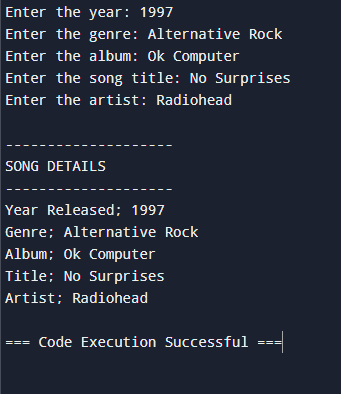 Enter the year: 1997
Enter the genre: Alternative Rock
Enter the album: Ok Computer
Enter the song title: No Surprises
Enter the artist: Radiohead
--------------------
SONG DETAILS
--------------------
Year Released; 1997
Genre; Alternative Rock
Album; Ok Computer
Title; No Surprises
Artist; Radiohead
=== Code Execution Successful ===